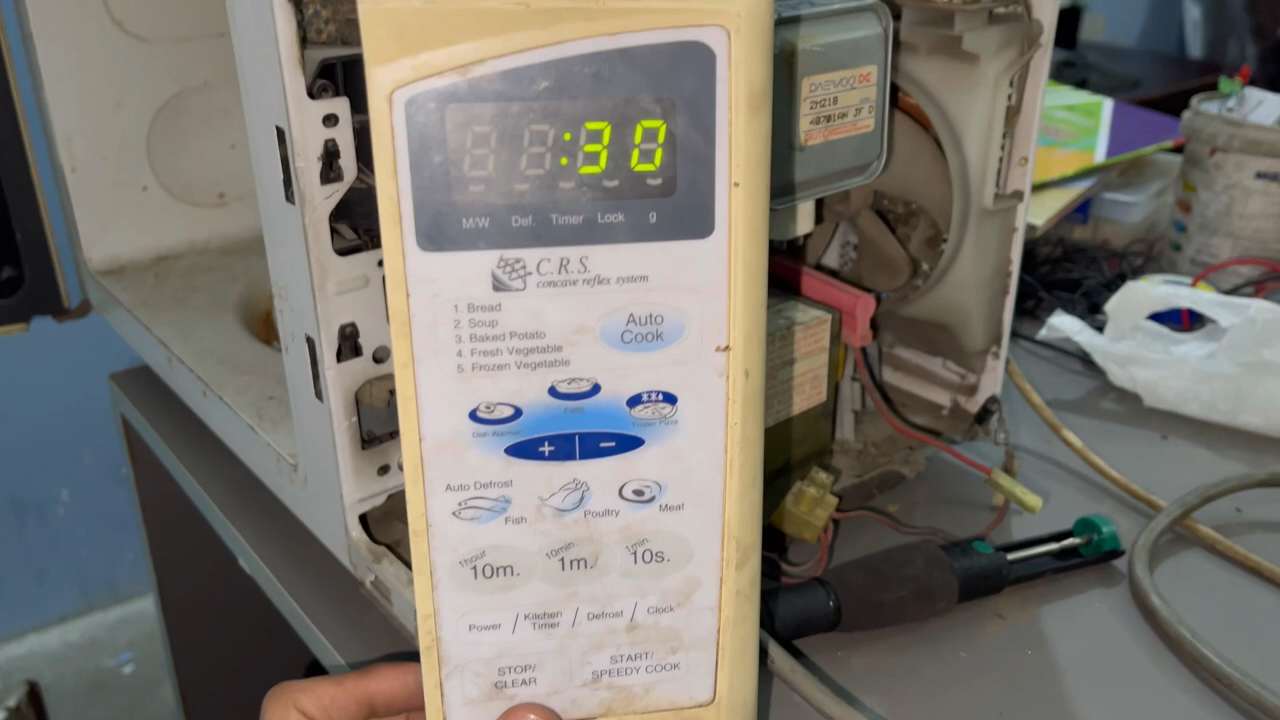 :30
M/W Def. Timer Lock g
C.R.S.
concave reflex system
1. Bread
2. Soup
3. Baked Potato
4. Fresh Vegetable
5. Frozen Vegetable
Auto
Cook
Dish Warmer
Frozen Pizza
+ −
Auto Defrost
Fish
Poultry
Meat
1hour
10m.
10min.
1m.
1min.
10s.
Power / Kitchen Timer / Defrost / Clock
STOP/
CLEAR
START/
SPEEDY COOK
DAEWOO
2M218